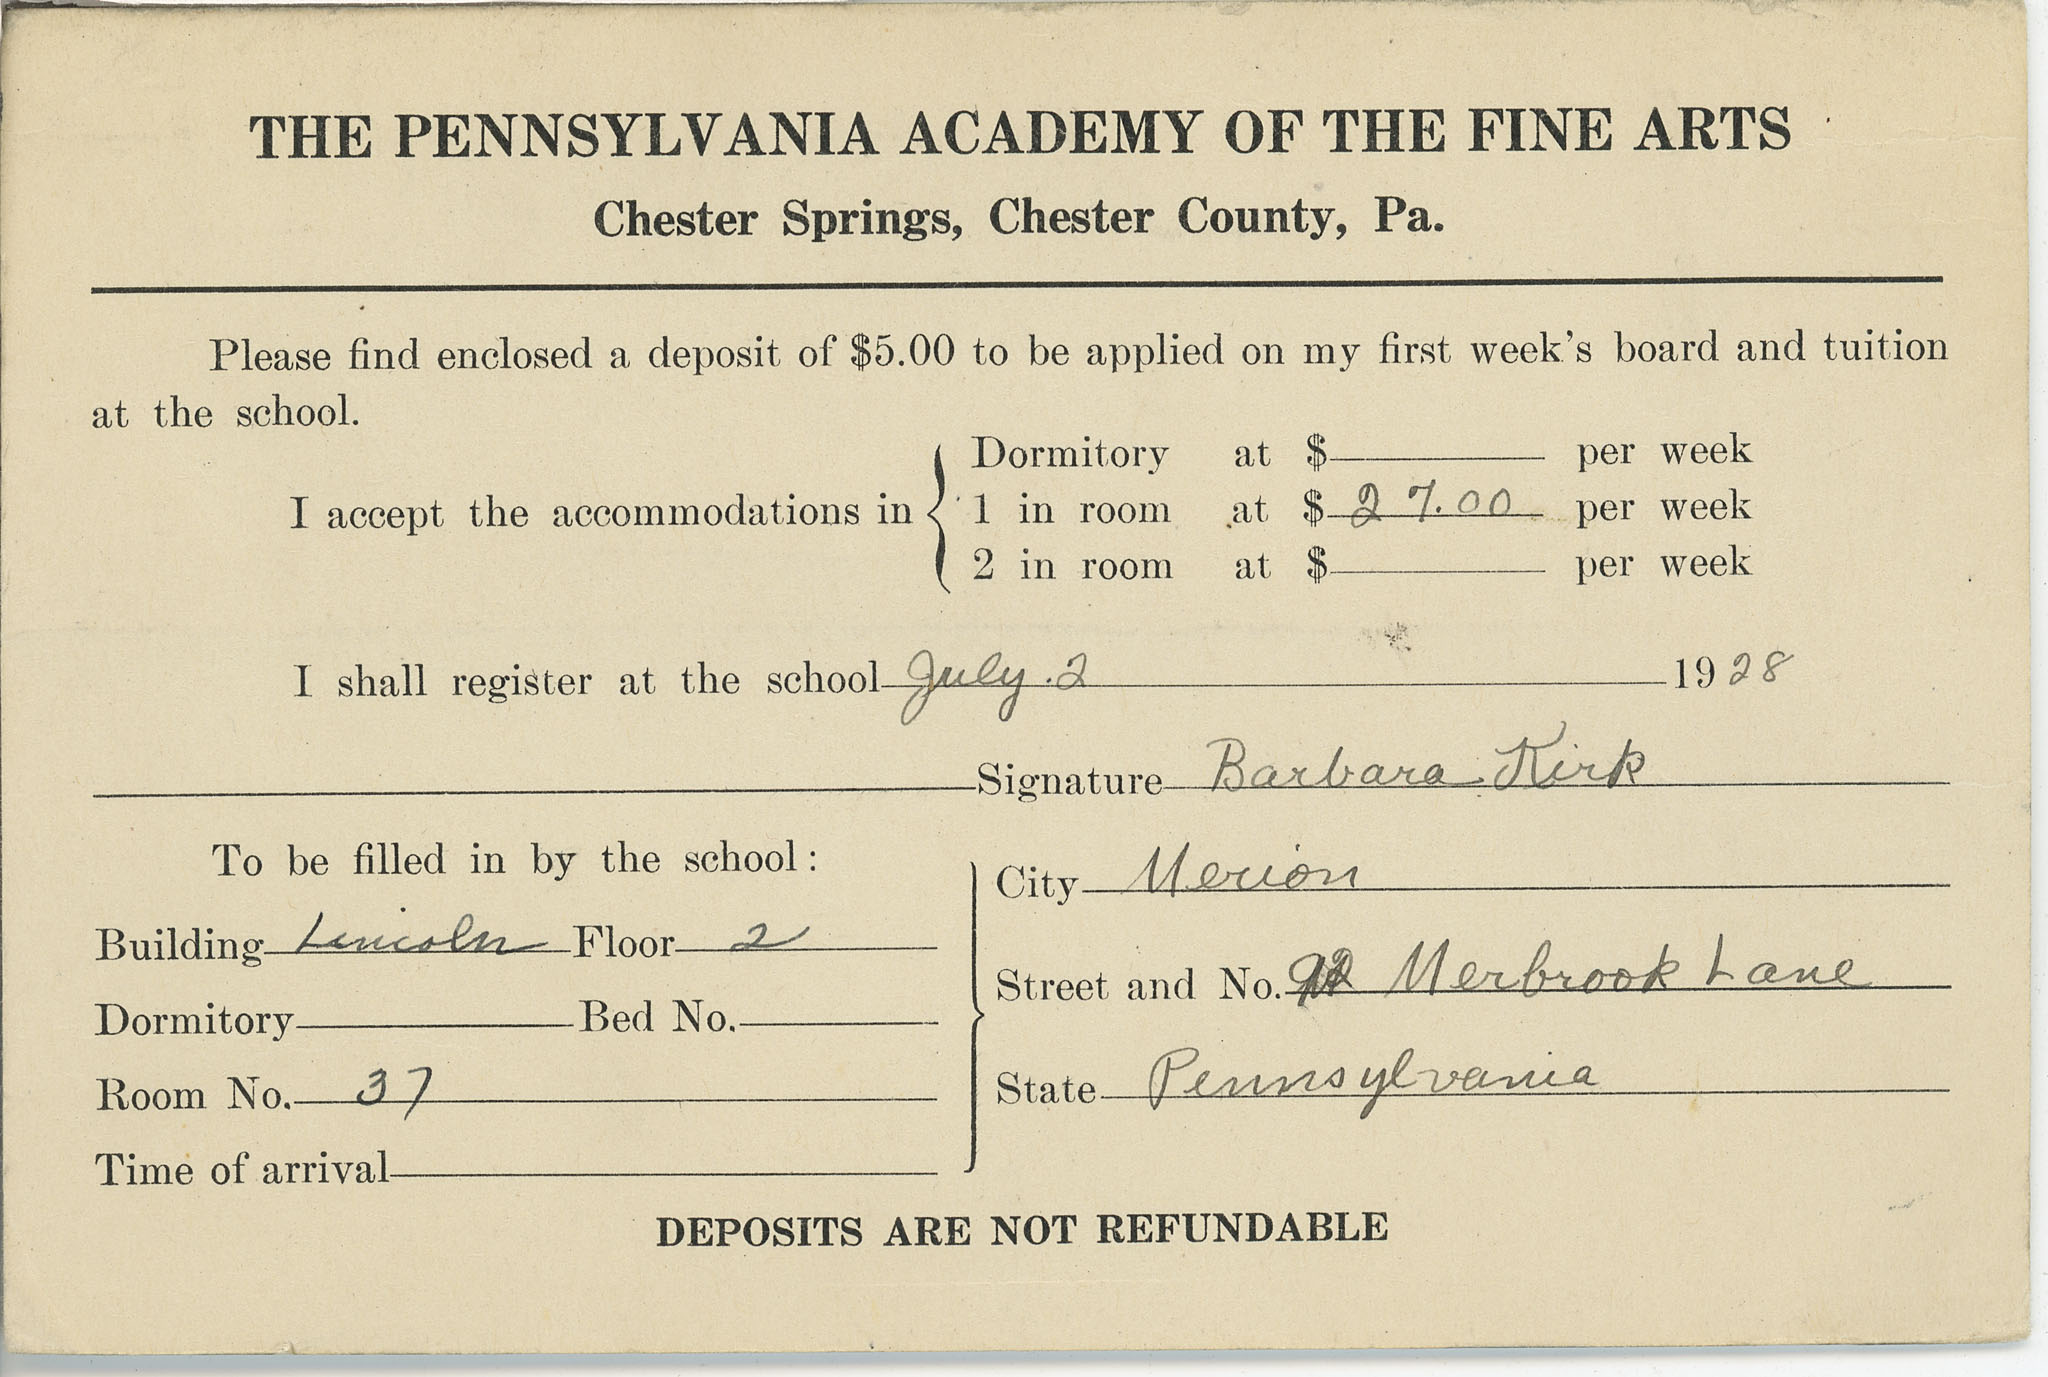 THE PENNSYLVANIA ACADEMY OF THE FINE ARTS
Chester Springs, Chester County, Pa.
Please find enclosed a deposit of $5.00 to be applied on my first week's board and tuition
at the school.
Dormitory at $ per week
I accept the accommodations in 1 in room at $ 27.00 per week
2 in room at $ per week
I shall register at the school July. 2 1928
Signature Barbara Kirk
To be filled in by the school:
Building Lincoln Floor 2
Dormitory Bed No.
Room No. 37
Time of arrival
City Merion
Street and No. Merbrook Lane
State Pennsylvania
DEPOSITS ARE NOT REFUNDABLE